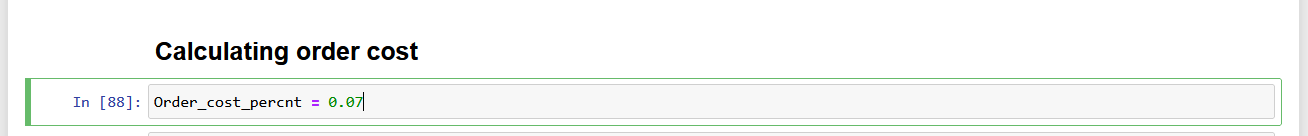 Calculating order cost
In [88]: Order_cost_percnt = 0.07